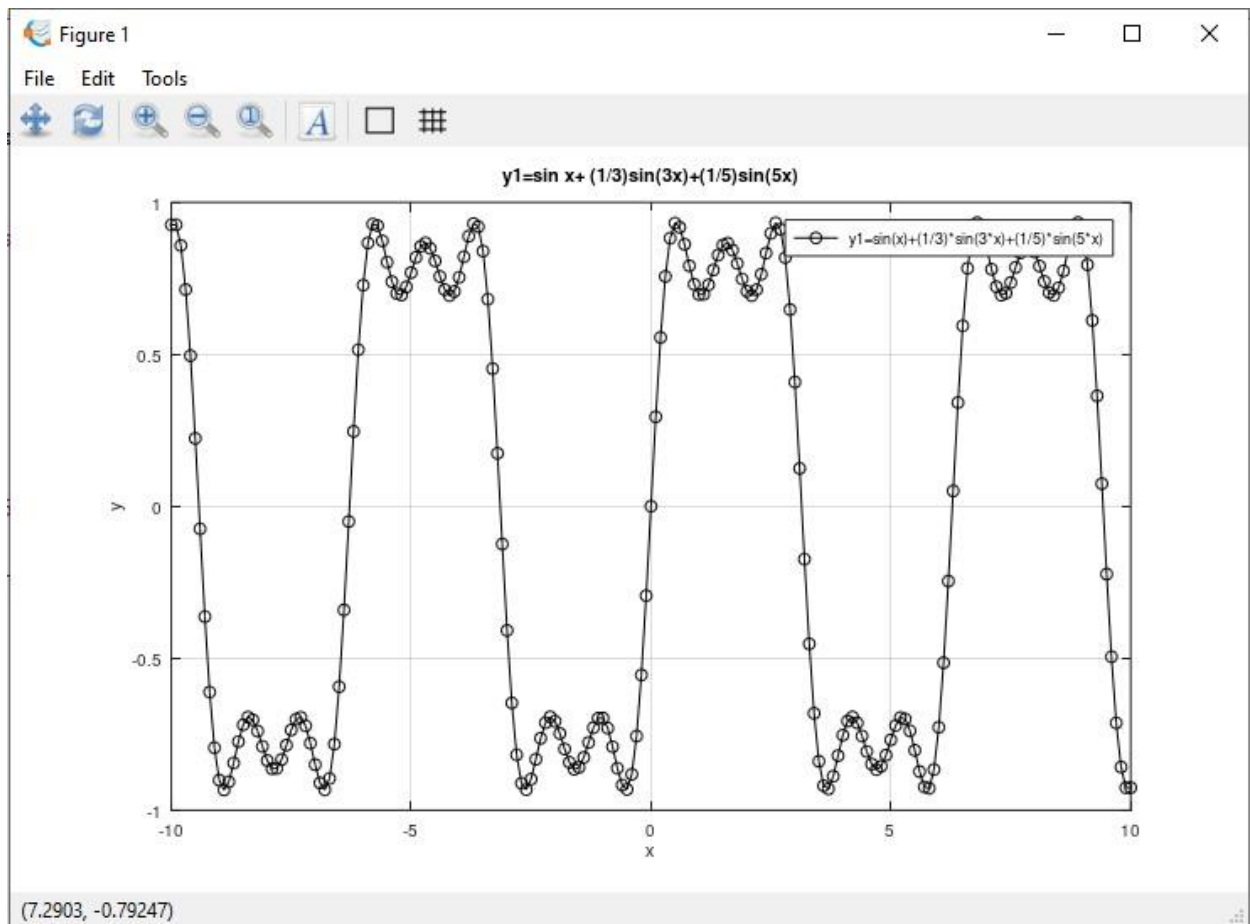 Figure 1
File Edit Tools
A
y1=sin x+ (1/3)sin(3x)+(1/5)sin(5x)
y1=sin(x)+(1/3)*sin(3*x)+(1/5)*sin(5*x)
1
0.5
0
-0.5
-1
y
-10 -5 0 5 10
x
(7.2903, -0.79247)